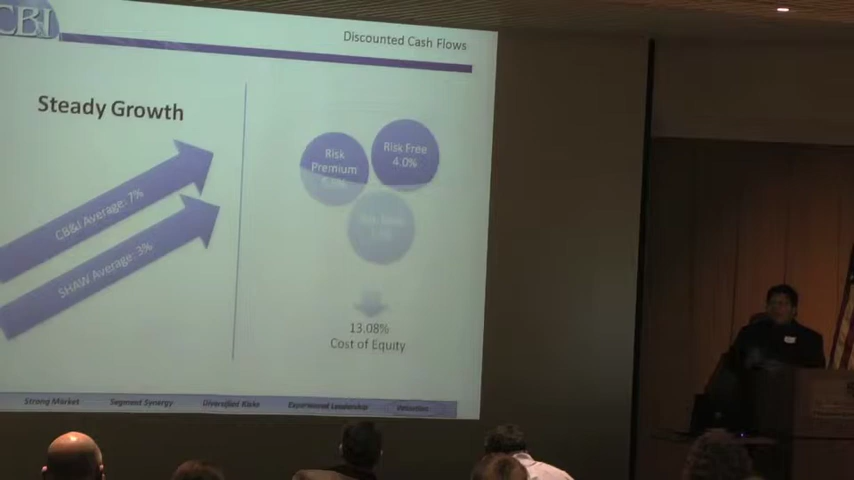 CBI
Discounted Cash Flows
Steady Growth
CB&I Average: 7%
SHAW Average: 3%
Risk
Premium
Risk Free
4.0%
13.08%
Cost of Equity
Strong Market
Segment Synergy
Diversified Risks
Experienced Leadership
Valuation